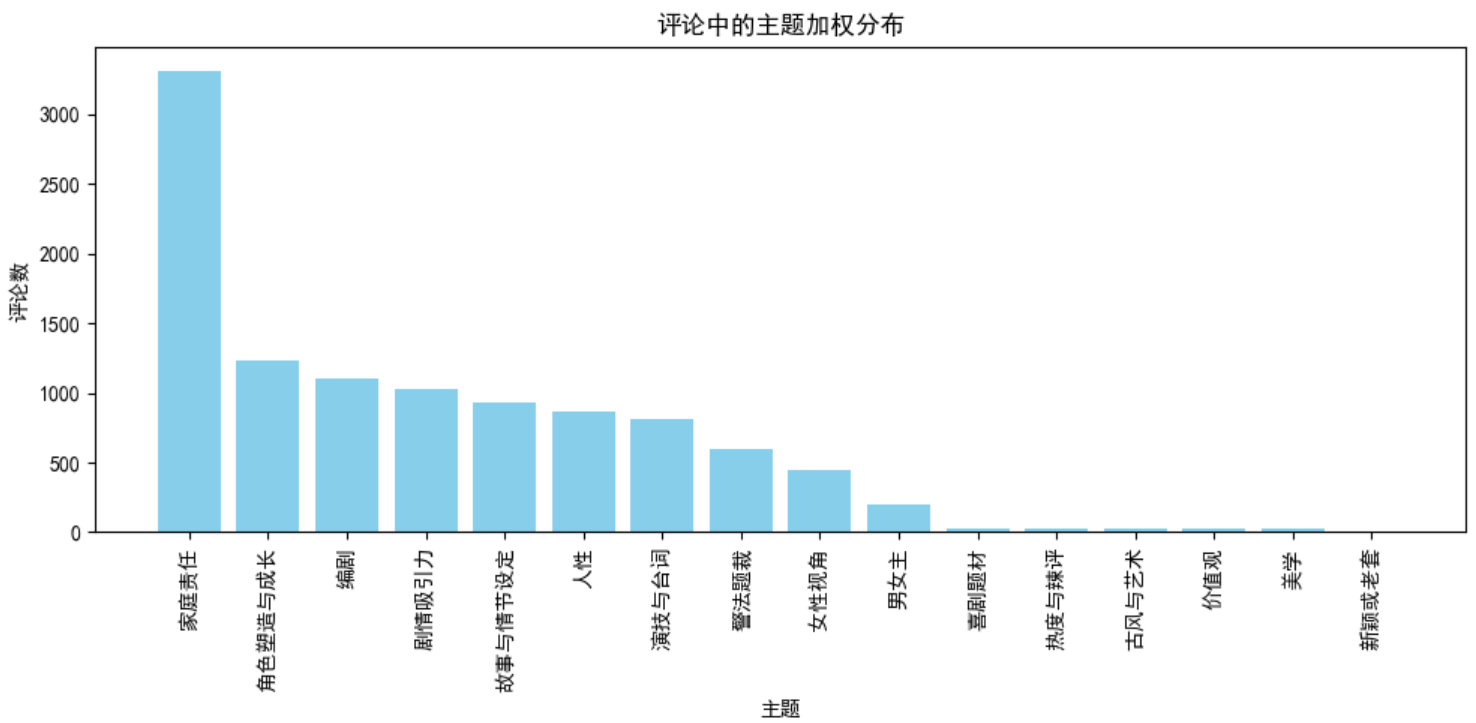 评论中的主题加权分布
评论数
3000
2500
2000
1500
1000
500
0
家庭责任
角色塑造与成长
编剧
剧情吸引力
故事与情节设定
人性
演技与台词
警法题裁
女性视角
男女主
喜剧题材
热度与辣评
古风与艺术
价值观
美学
新颖或老套
主题